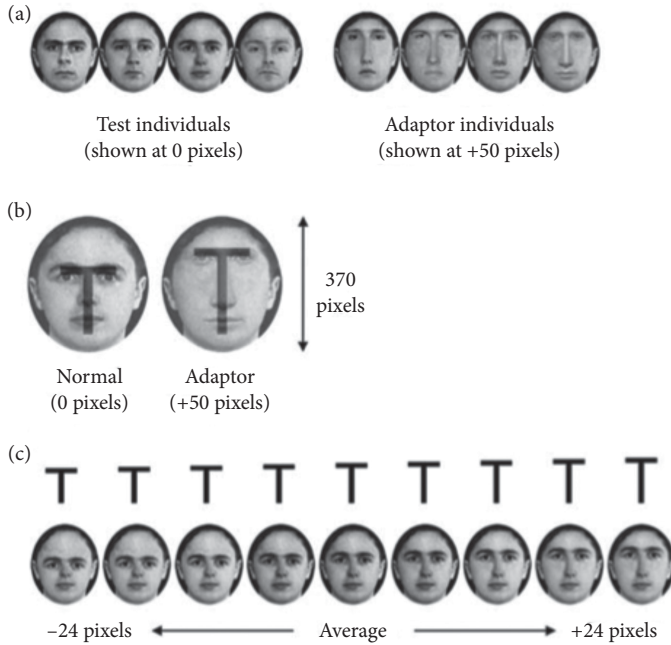 (a)
Test individuals
(shown at 0 pixels)
Adaptor individuals
(shown at +50 pixels)
(b)
370
pixels
Normal
(0 pixels)
Adaptor
(+50 pixels)
(c)
−24 pixels
Average
+24 pixels